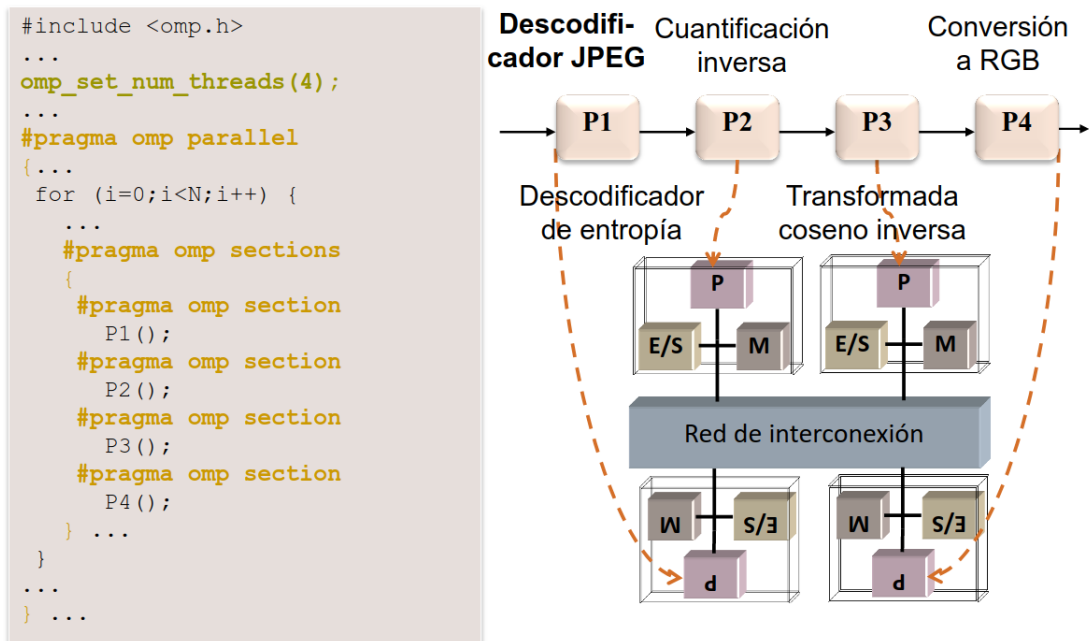 #include <omp.h>
...
omp_set_num_threads(4);
...
#pragma omp parallel
{...
for (i=0;i<N;i++) {
...
#pragma omp sections
{
#pragma omp section
P1();
#pragma omp section
P2();
#pragma omp section
P3();
#pragma omp section
P4();
} ...
}
...
} ...
Descodifi-
cador JPEG
Cuantificación
inversa
Conversión
a RGB
P1
P2
P3
P4
Descodificador
de entropía
Transformada
coseno inversa
P
E/S
M
P
E/S
M
Red de interconexión
M
E/S
P
M
E/S
P